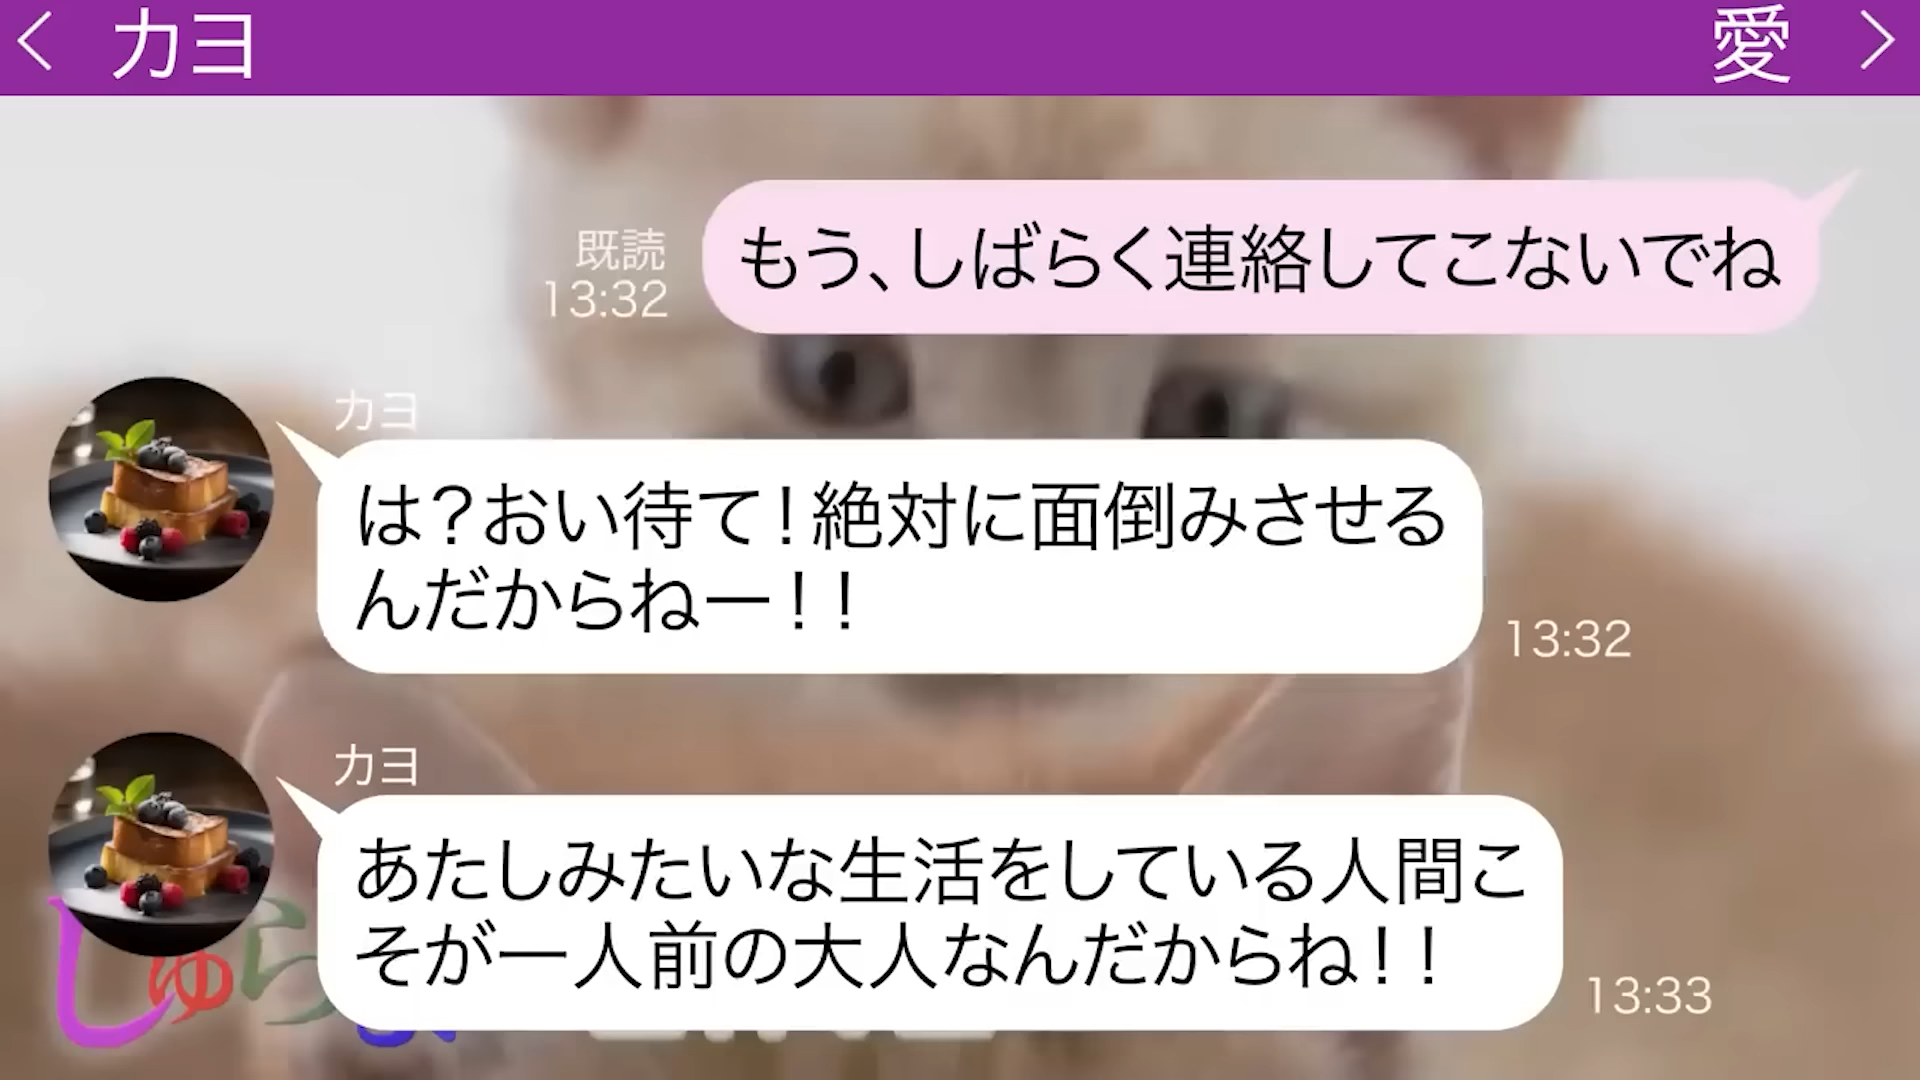 カヨ
愛
もう、しばらく連絡してこないでね
既読
13:32
カヨ
は？おい待て！絶対に面倒みさせる
んだからねー！！
13:32
カヨ
あたしみたいな生活をしている人間こ
そが一人前の大人なんだからね！！
13:33
しゅら